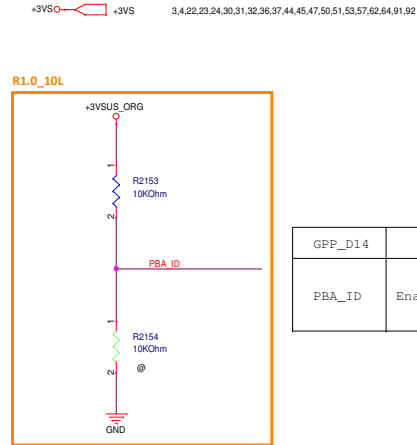 +3VS +3VS 3,4,22,23,24,30,31,32,36,37,44,45,47,50,51,53,57,62,64,91,92
R1.0_10L
+3VSUS_ORG
1
R2153
10KOhm
2
PBA_ID
1
R2154
10KOhm
2
@
GND
GPP_D14
PBA_ID